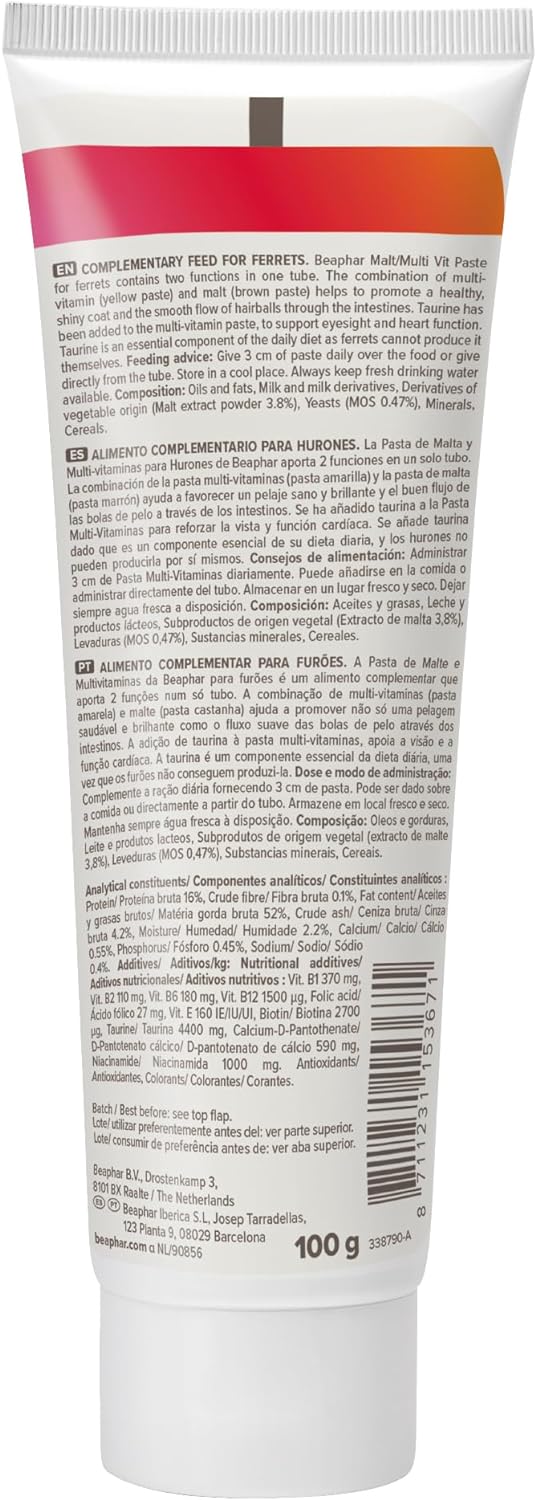 EN COMPLEMENTARY FEED FOR FERRETS. Beaphar Malt/Multi Vit Paste
for ferrets contains two functions in one tube. The combination of multi-
vitamin (yellow paste) and malt (brown paste) helps to promote a healthy,
shiny coat and the smooth flow of hairballs through the intestines. Taurine has
been added to the multi-vitamin paste, to support eyesight and heart function.
Taurine is an essential component of the daily diet as ferrets cannot produce it
themselves. Feeding advice: Give 3 cm of paste daily over the food or give
directly from the tube. Store in a cool place. Always keep fresh drinking water
available. Composition: Oils and fats, Milk and milk derivatives, Derivatives of
vegetable origin (Malt extract powder 3.8%), Yeasts (MOS 0.47%), Minerals,
Cereals.
ES ALIMENTO COMPLEMENTARIO PARA HURONES. La Pasta de Malta y
Multi-vitaminas para Hurones de Beaphar aporta 2 funciones en un solo tubo.
La combinación de la pasta multi-vitaminas (pasta amarilla) y la pasta de malta
(pasta marrón) ayuda a favorecer un pelaje sano y brillante y el buen flujo de
las bolas de pelo a través de los intestinos. Se ha añadido taurina a la Pasta
Multi-Vitaminas para reforzar la vista y función cardíaca. Se añade taurina
dado que es un componente esencial de su dieta diaria, y los hurones no
pueden producirla por sí mismos. Consejos de alimentación: Administrar
3 cm de Pasta Multi-Vitaminas diariamente. Puede añadirse en la comida o
administrar directamente del tubo. Almacenar en un lugar fresco y seco. Dejar
siempre agua fresca a disposición. Composición: Aceites y grasas, Leche y
productos lácteos, Subproductos de origen vegetal (Extracto de malta 3,8%),
Levaduras (MOS 0,47%), Sustancias minerales, Cereales.
PT ALIMENTO COMPLEMENTAR PARA FURÕES. A Pasta de Malte e
Multivitaminas da Beaphar para furões é um alimento complementar que
aporta 2 funções num só tubo. A combinação de multi-vitaminas (pasta
amarela) e malte (pasta castanha) ajuda a promover não só uma pelagem
saudável e brilhante como o fluxo suave das bolas de pelo através dos
intestinos. A adição de taurina à pasta multi-vitaminas, apoia a visão e a
função cardíaca. A taurina é um componente essencial da dieta diária, uma
vez que os furões não conseguem produzi-la. Dose e modo de administração:
Complemente a ração diária fornecendo 3 cm de pasta. Pode ser dado sobre
a comida ou directamente a partir do tubo. Armazene em local fresco e seco.
Mantenha sempre água fresca à disposição. Composição: Oleos e gorduras,
Leite e produtos lacteos, Subprodutos de origem vegetal (extracto de malte
3,8%), Leveduras (MOS 0,47%), Substancias minerais, Cereais.
Analytical constituents/ Componentes analíticos/ Constituintes analíticos :
Protein/ Proteína bruta 16%, Crude fibre/ Fibra bruta 0.1%, Fat content/Aceites
y grasas brutos/ Matéria gorda bruta 52%, Crude ash/ Ceniza bruta/ Cinza
bruta 4.2%, Moisture/ Humedad/ Humidade 2.2%, Calcium/ Calcio/ Cálcio
0.55%, Phosphorus/ Fósforo 0.45%, Sodium/ Sodio/ Sódio
0.4%. Additives/ Aditivos/kg: Nutritional additives/
Aditivos nutricionales/ Aditivos nutritivos : Vit. B1 370 mg,
Vit. B2 110 mg, Vit. B6 180 mg, Vit. B12 1500 µg, Folic acid/
Ácido fólico 27 mg, Vit. E 160 IE/IU/UI, Biotin/ Biotina 2700
µg, Taurine/ Taurina 4400 mg, Calcium-D-Pantothenate/
D-Pantotenato cálcico/ D-pantotenato de cálcio 590 mg,
Niacinamide/ Niacinamida 1000 mg. Antioxidants/
Antioxidantes, Colorants/ Colorantes/ Corantes.
Batch / Best before: see top flap.
Lote/ utilizar preferentemente antes del: ver parte superior.
Lote/ consumir de preferência antes de: ver aba superior.
Beaphar B.V., Drostenkamp 3,
8101 BX Raalte / The Netherlands
ES PT Beaphar Iberica S.L, Josep Tarradellas,
123 Planta 9, 08029 Barcelona
beaphar.com α NL/90856
100 g
338790-A
8 711231 153671